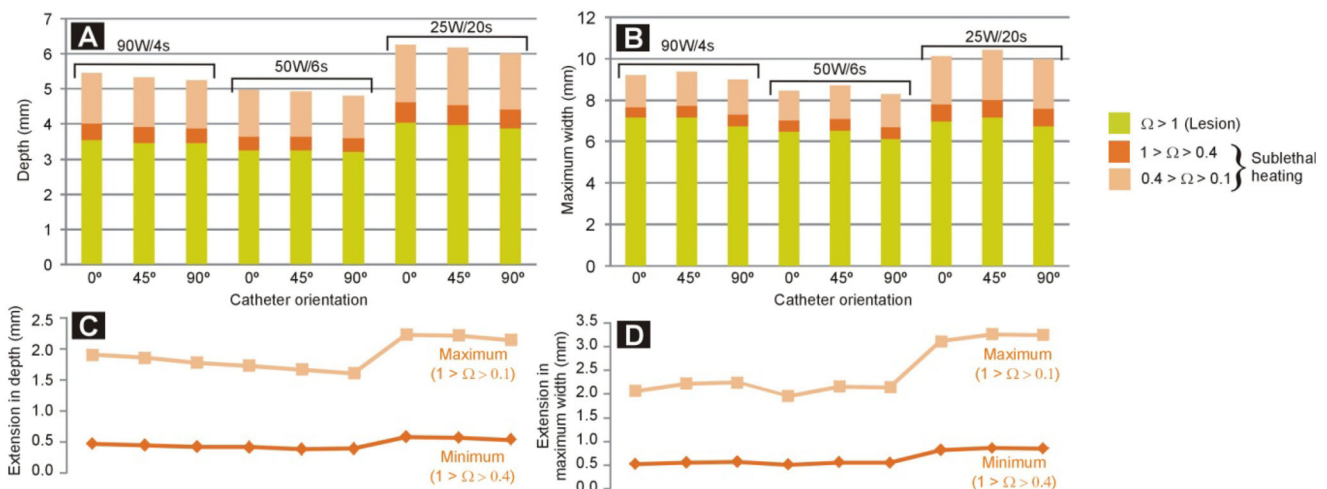 A
90W/4s
50W/6s
25W/20s
7
6
5
4
3
2
1
0
Depth (mm)
0º 45º 90º 0º 45º 90º 0º 45º 90º
Catheter orientation
B
90W/4s
50W/6s
25W/20s
12
10
8
6
4
2
0
Maximum width (mm)
0º 45º 90º 0º 45º 90º 0º 45º 90º
Catheter orientation
Ω > 1 (Lesion)
1 > Ω > 0.4
0.4 > Ω > 0.1
Sublethal
heating
C
2.5
2.0
1.5
1.0
0.5
0.0
Extension in depth (mm)
Maximum
(1 > Ω > 0.1)
Minimum
(1 > Ω > 0.4)
D
3.5
3.0
2.5
2.0
1.5
1.0
0.5
0.0
Extension in
maximum width (mm)
Maximum
(1 > Ω > 0.1)
Minimum
(1 > Ω > 0.4)